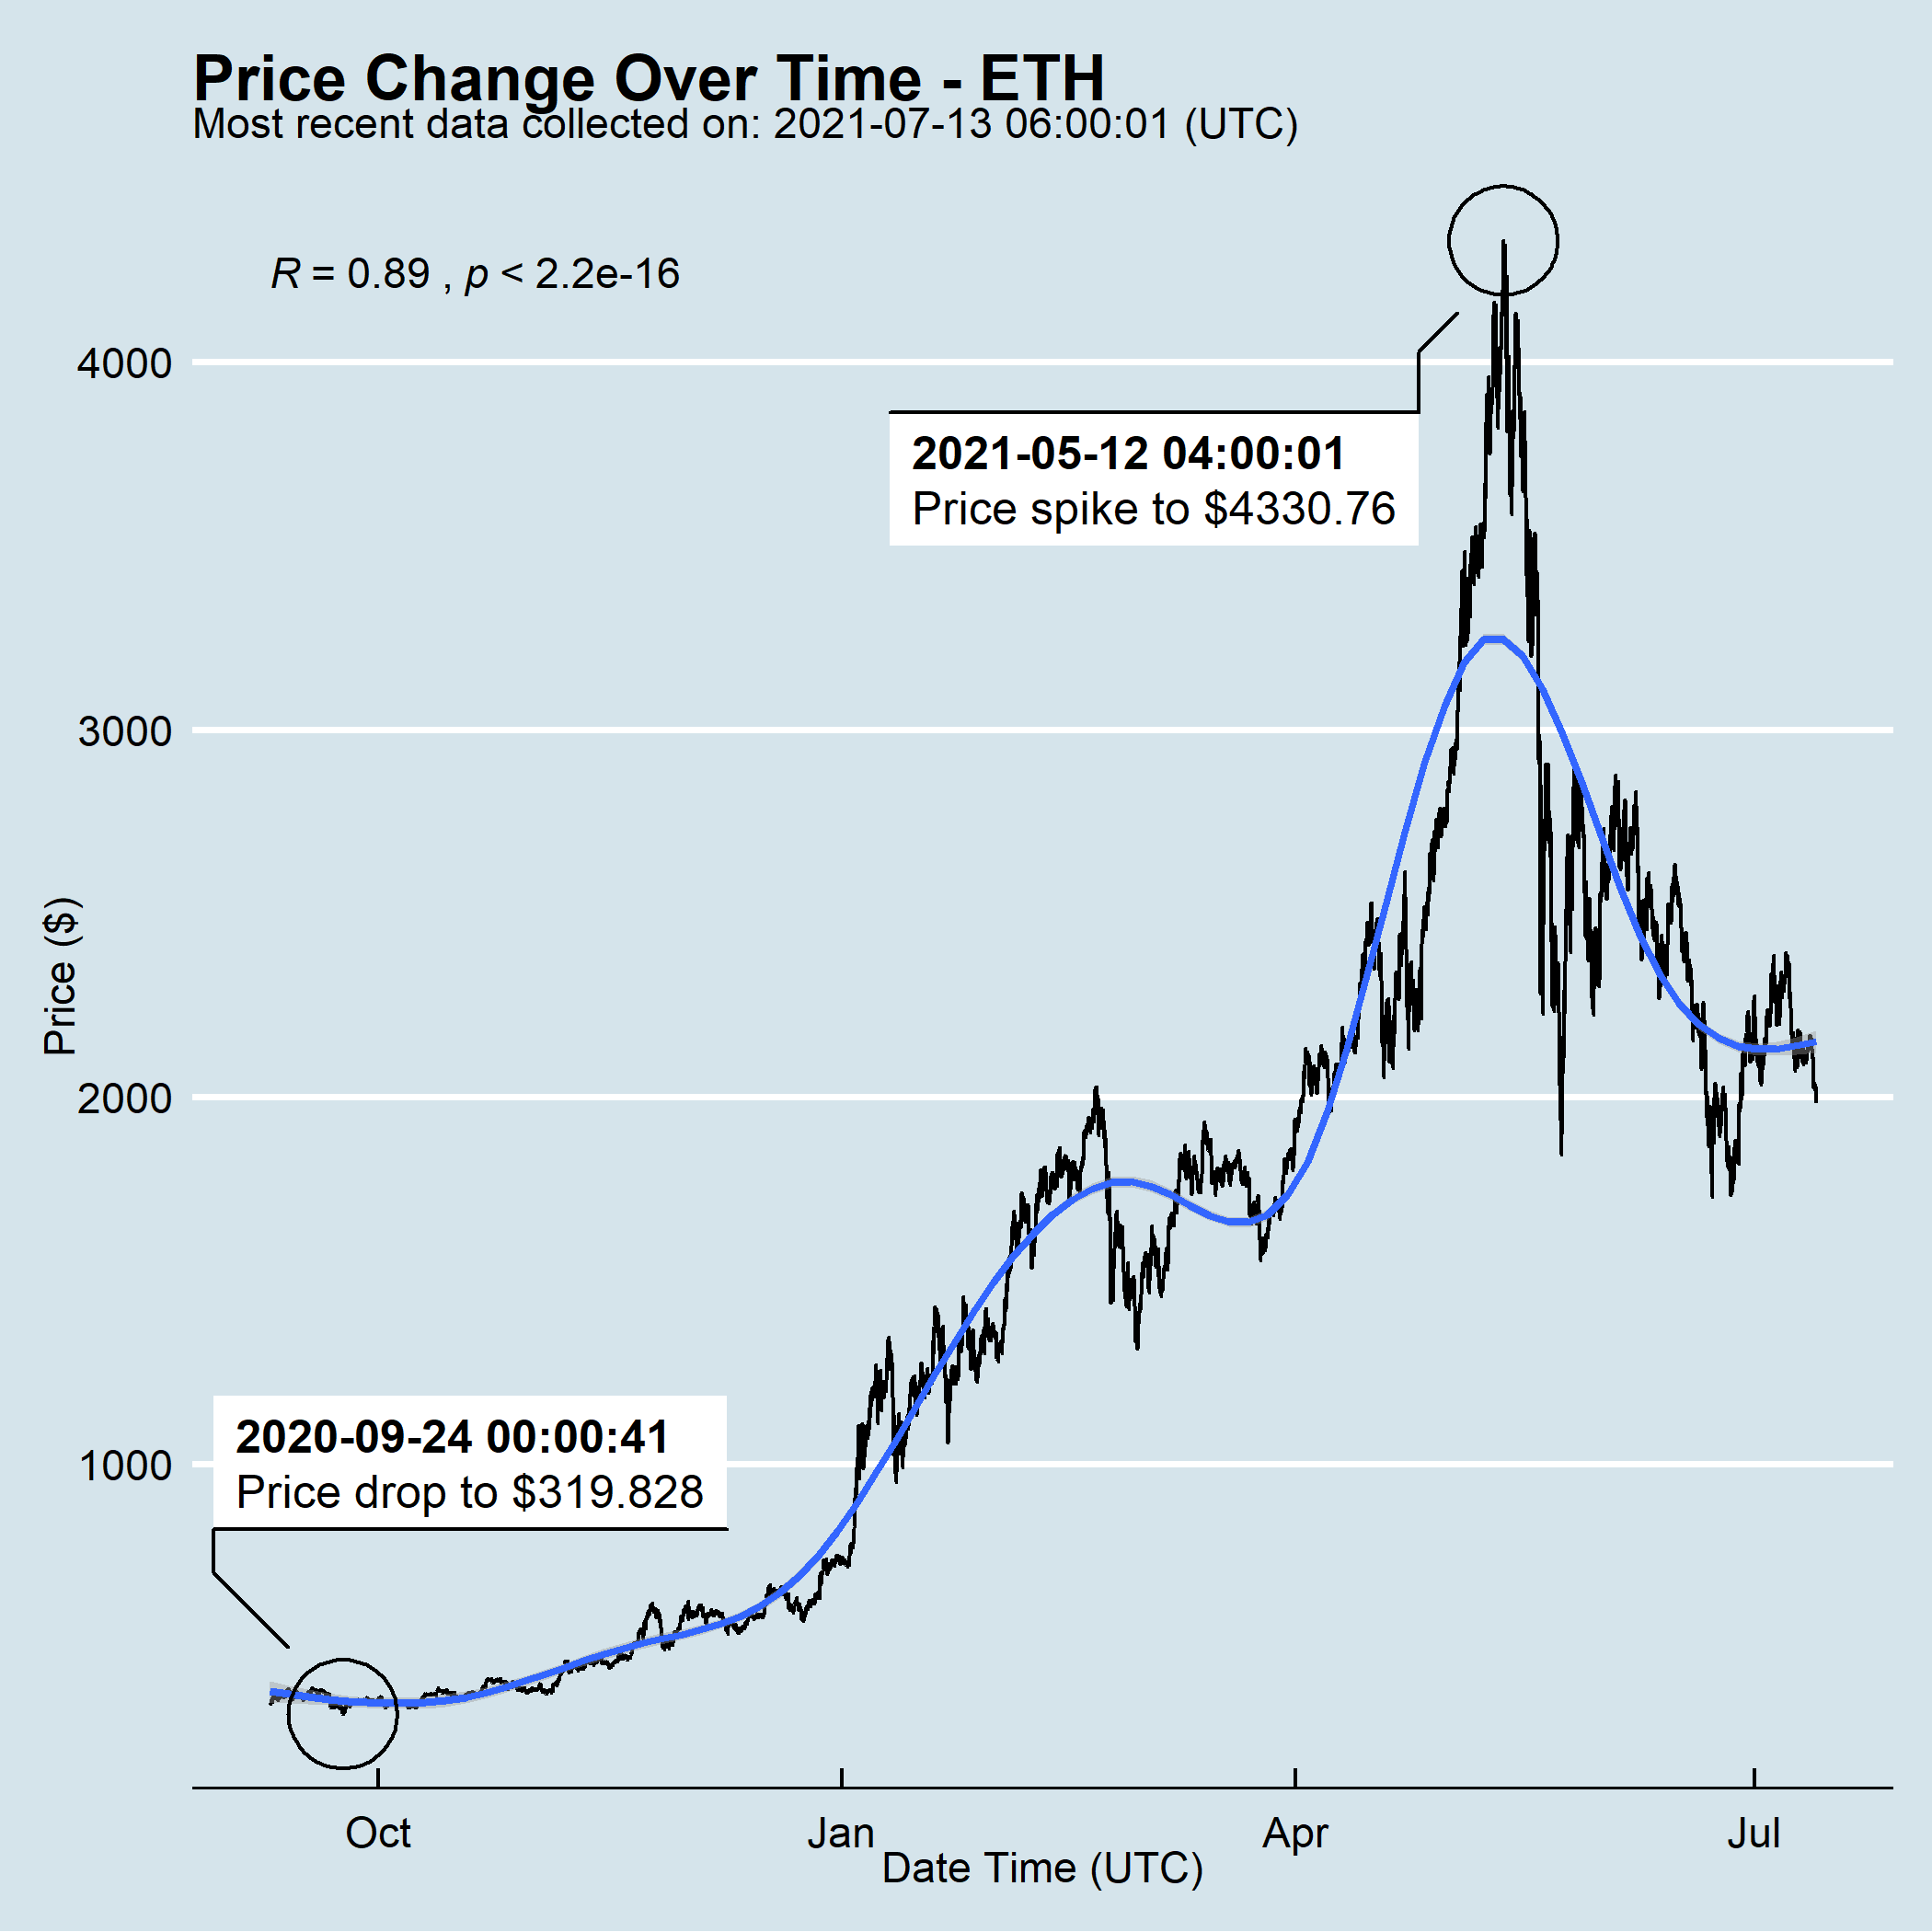 Price Change Over Time - ETH
Most recent data collected on: 2021-07-13 06:00:01 (UTC)
R = 0.89 , p < 2.2e-16
4000
2021-05-12 04:00:01
Price spike to $4330.76
3000
Price ($)
2000
2020-09-24 00:00:41
1000
Price drop to $319.828
Oct
Jan
Apr
Jul
Date Time (UTC)